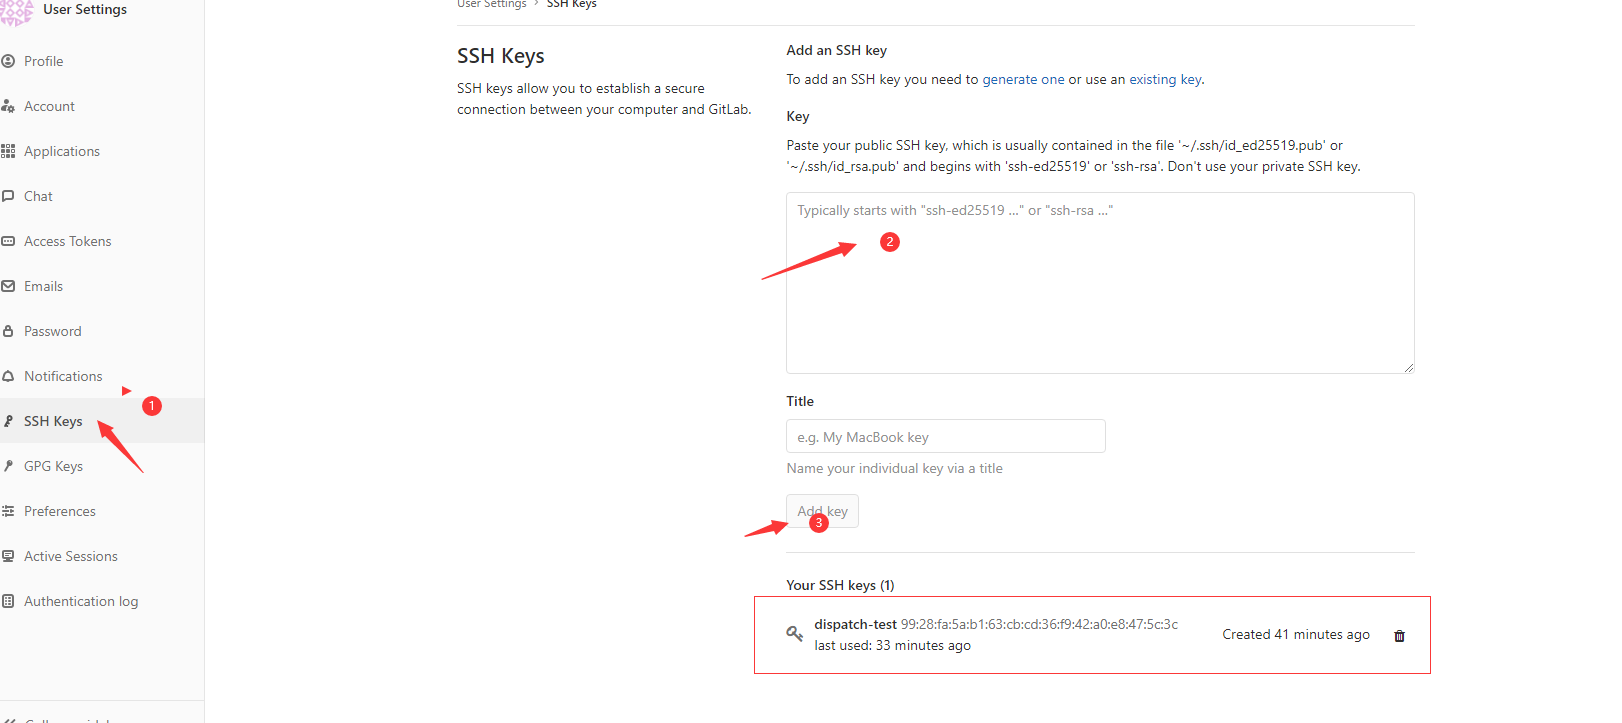 User Settings
User Settings > SSH Keys
Profile
Account
Applications
Chat
Access Tokens
Emails
Password
Notifications
1
SSH Keys
GPG Keys
Preferences
Active Sessions
Authentication log
SSH Keys
SSH keys allow you to establish a secure
connection between your computer and GitLab.
Add an SSH key
To add an SSH key you need to generate one or use an existing key.
Key
Paste your public SSH key, which is usually contained in the file '~/.ssh/id_ed25519.pub' or
'~/.ssh/id_rsa.pub' and begins with 'ssh-ed25519' or 'ssh-rsa'. Don't use your private SSH key.
Typically starts with "ssh-ed25519 ..." or "ssh-rsa ..."
2
Title
e.g. My MacBook key
Name your individual key via a title
Add key
3
Your SSH keys (1)
dispatch-test 99:28:fa:5a:b1:63:cb:cd:36:f9:42:a0:e8:47:5c:3c
last used: 33 minutes ago
Created 41 minutes ago